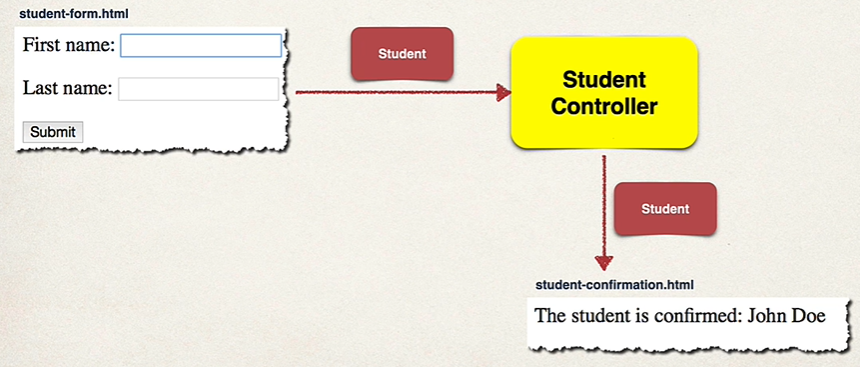 student-form.html
First name:
Last name:
Submit
Student
Student
Controller
Student
student-confirmation.html
The student is confirmed: John Doe